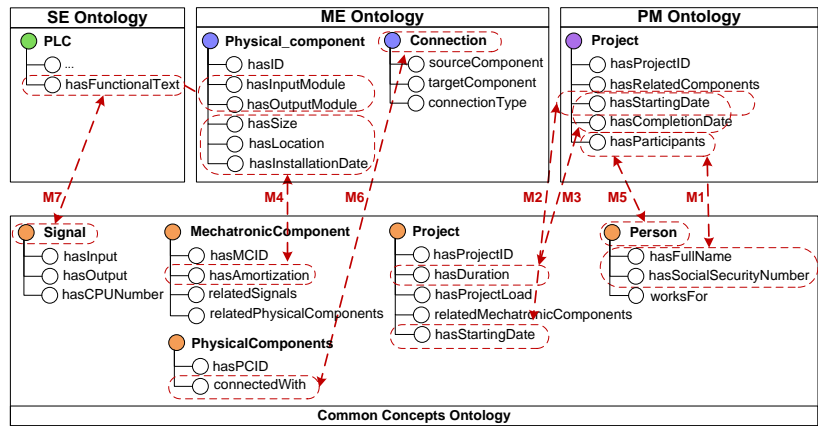 SE Ontology
PLC
...
hasFunctionalText
ME Ontology
Physical_component
hasID
hasInputModule
hasOutputModule
hasSize
hasLocation
hasInstallationDate
Connection
sourceComponent
targetComponent
connectionType
PM Ontology
Project
hasProjectID
hasRelatedComponents
hasStartingDate
hasCompletionDate
hasParticipants
M7
M4
M6
M2
M3
M5
M1
Signal
hasInput
hasOutput
hasCPUNumber
MechatronicComponent
hasMCID
hasAmortization
relatedSignals
relatedPhysicalComponents
PhysicalComponents
hasPCID
connectedWith
Project
hasProjectID
hasDuration
hasProjectLoad
relatedMechatronicComponents
hasStartingDate
Person
hasFullName
hasSocialSecurityNumber
worksFor
Common Concepts Ontology